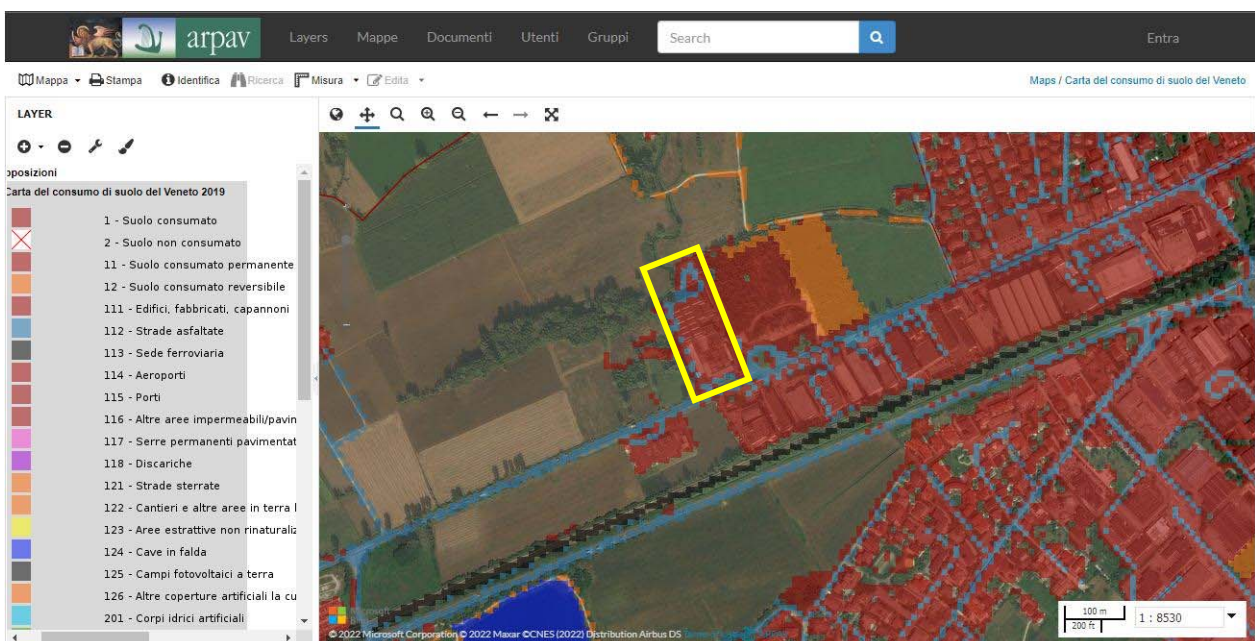 arpav Layers Mappe Documenti Utenti Gruppi Search Entra
Mappa Stampa Identifica Ricerca Misura Edita Maps / Carta del consumo di suolo del Veneto
LAYER
pposizioni
Carta del consumo di suolo del Veneto 2019
1 - Suolo consumato
2 - Suolo non consumato
11 - Suolo consumato permanente
12 - Suolo consumato reversibile
111 - Edifici, fabbricati, capannoni
112 - Strade asfaltate
113 - Sede ferroviaria
114 - Aeroporti
115 - Porti
116 - Altre aree impermeabili/pavin
117 - Serre permanenti pavimentat
118 - Discariche
121 - Strade sterrate
122 - Cantieri e altre aree in terra l
123 - Aree estrattive non rinaturaliz
124 - Cave in falda
125 - Campi fotovoltaici a terra
126 - Altre coperture artificiali la cu
201 - Corpi idrici artificiali
Microsoft
© 2022 Microsoft Corporation © 2022 Maxar ©CNES (2022) Distribution Airbus DS
100 m
200 ft
1 : 8530